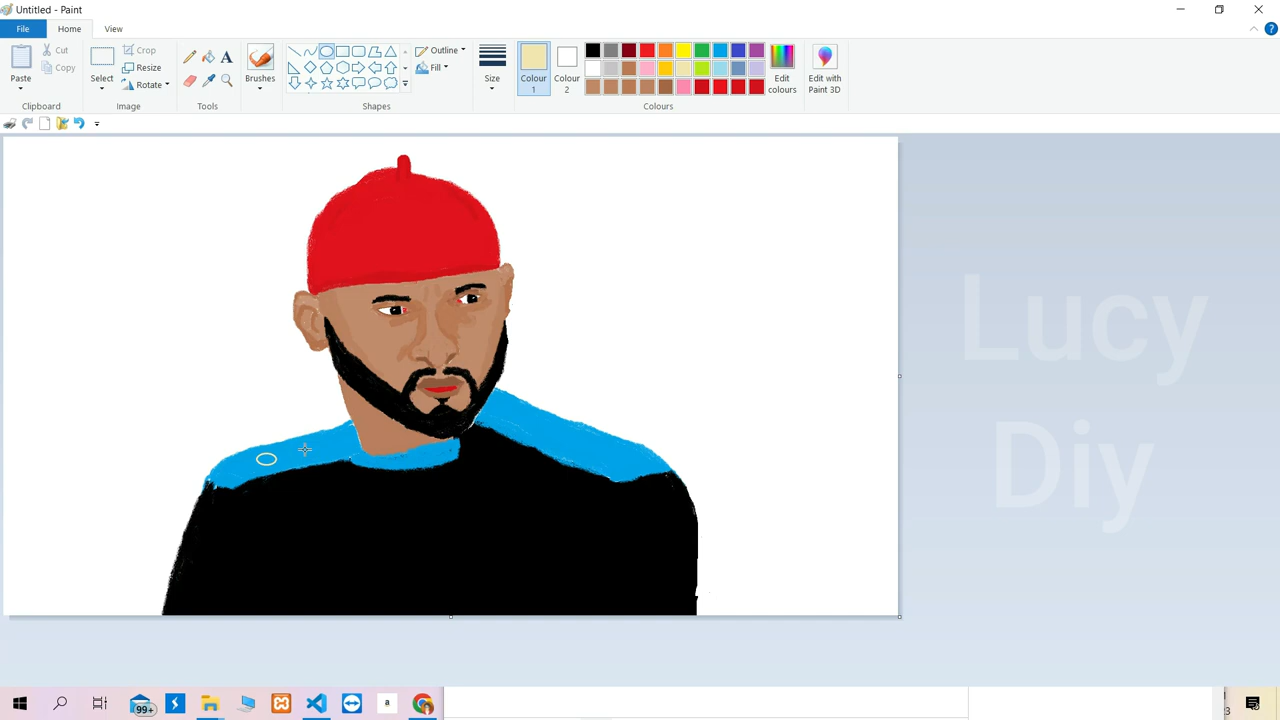 Untitled - Paint
File Home View
Paste Cut Copy
Select Crop Resize Rotate
Brushes
Outline Fill
Size
Colour 1
Colour 2
Edit colours
Edit with Paint 3D
Clipboard Image Tools Shapes Colours
Lucy
Diy
99+
a
3